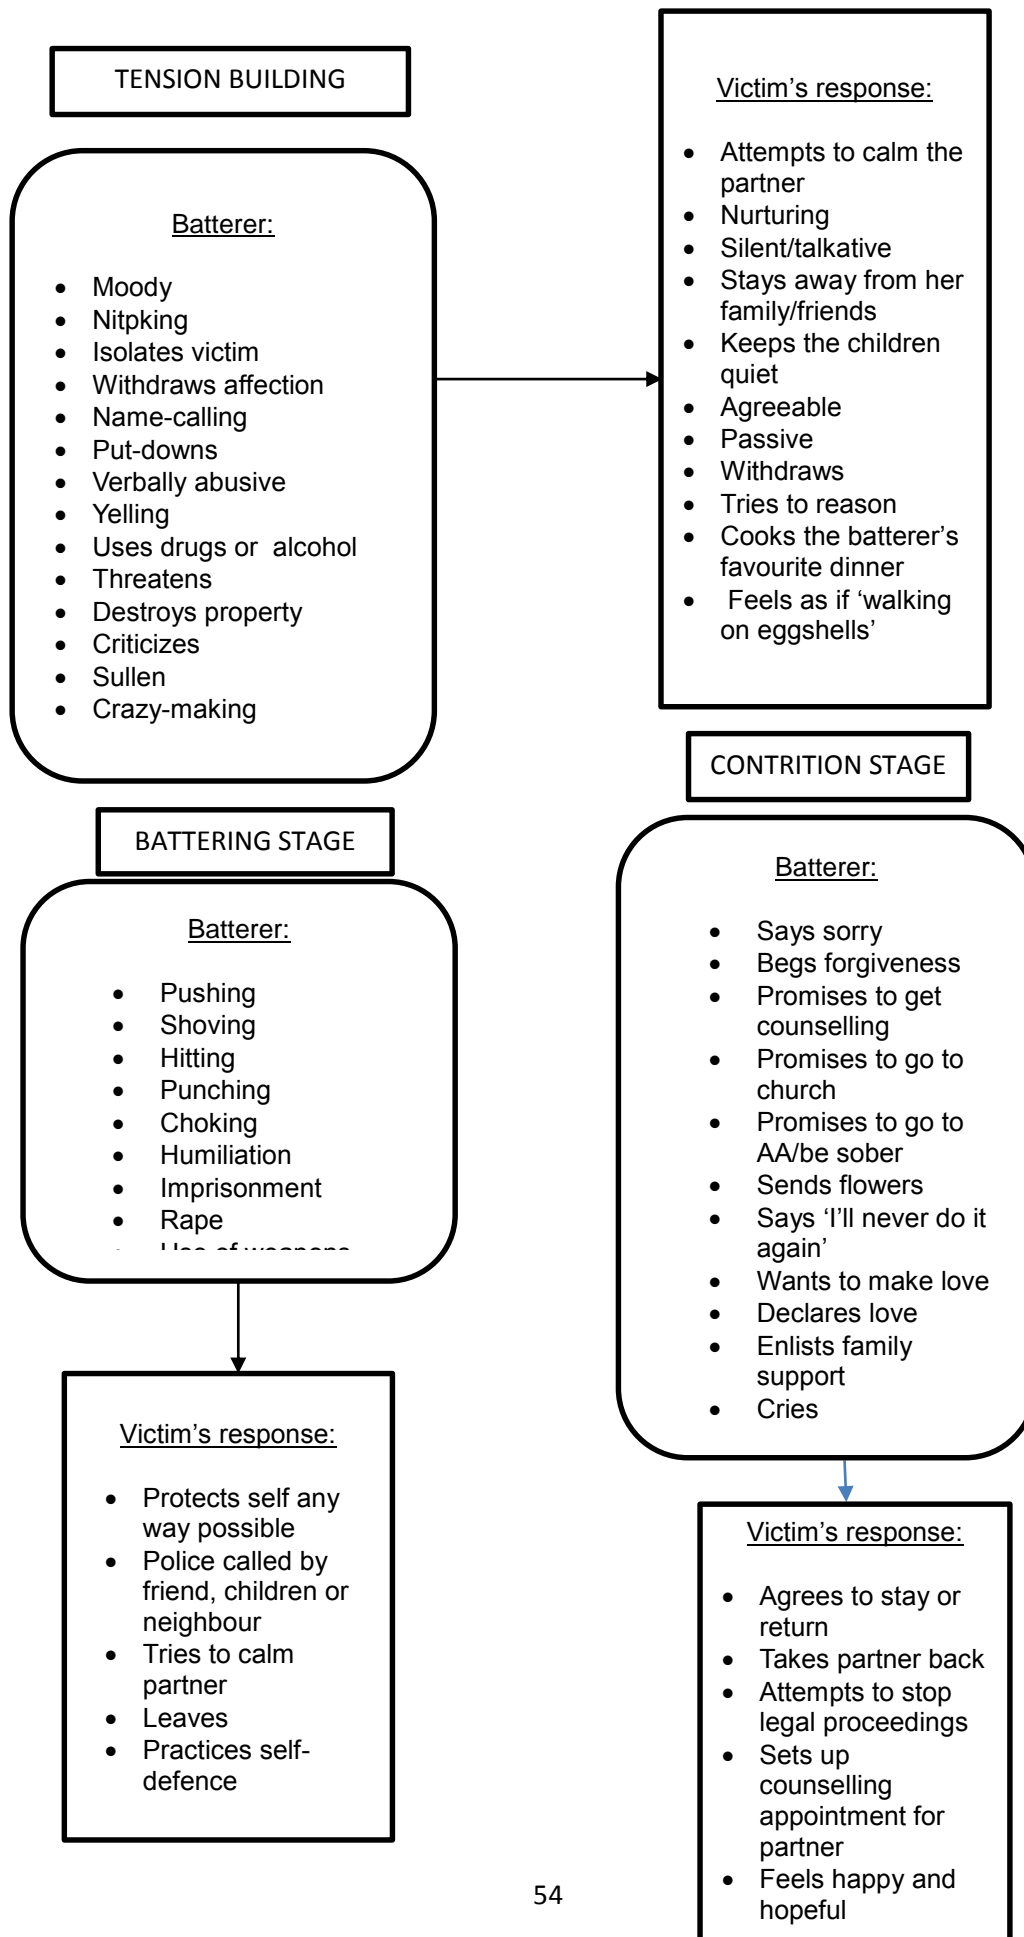 TENSION BUILDING
Batterer:
• Moody
• Nitpking
• Isolates victim
• Withdraws affection
• Name-calling
• Put-downs
• Verbally abusive
• Yelling
• Uses drugs or  alcohol
• Threatens
• Destroys property
• Criticizes
• Sullen
• Crazy-making
Victim’s response:
• Attempts to calm the
partner
• Nurturing
• Silent/talkative
• Stays away from her
family/friends
• Keeps the children
quiet
• Agreeable
• Passive
• Withdraws
• Tries to reason
• Cooks the batterer’s
favourite dinner
• Feels as if ‘walking
on eggshells’
BATTERING STAGE
Batterer:
• Pushing
• Shoving
• Hitting
• Punching
• Choking
• Humiliation
• Imprisonment
• Rape
• Use of weapons
Victim’s response:
• Protects self any
way possible
• Police called by
friend, children or
neighbour
• Tries to calm
partner
• Leaves
• Practices self-
defence
CONTRITION STAGE
Batterer:
• Says sorry
• Begs forgiveness
• Promises to get
counselling
• Promises to go to
church
• Promises to go to
AA/be sober
• Sends flowers
• Says ‘I’ll never do it
again’
• Wants to make love
• Declares love
• Enlists family
support
• Cries
Victim’s response:
• Agrees to stay or
return
• Takes partner back
• Attempts to stop
legal proceedings
• Sets up
counselling
appointment for
partner
• Feels happy and
hopeful
54